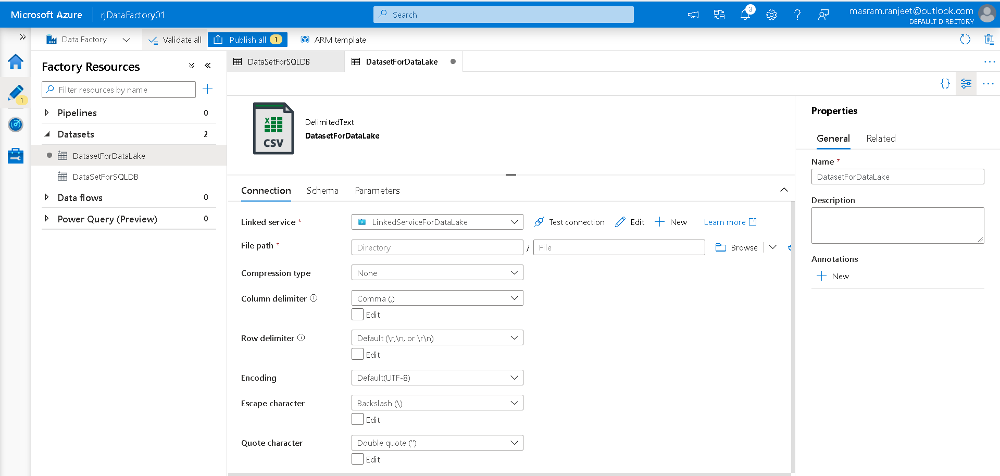 Microsoft Azure
rjDataFactory01
Search
3
masram.ranjeet@outlook.com
DEFAULT DIRECTORY
Data Factory
Validate all
Publish all 1
ARM template
Factory Resources
Filter resources by name
1
Pipelines 0
Datasets 2
DatasetForDataLake
DataSetForSQLDB
Data flows 0
Power Query (Preview) 0
DataSetForSQLDB
DatasetForDataLake
CSV
DelimitedText
DatasetForDataLake
Connection
Schema
Parameters
Linked service *
LinkedServiceForDataLake
Test connection
Edit
New
Learn more
File path *
Directory
/
File
Browse
Compression type
None
Column delimiter
Comma (,)
Edit
Row delimiter
Default (\r,\n, or \r\n)
Edit
Encoding
Default(UTF-8)
Escape character
Backslash (\)
Edit
Quote character
Double quote (")
Edit
Properties
General
Related
Name *
DatasetForDataLake
Description
Annotations
New